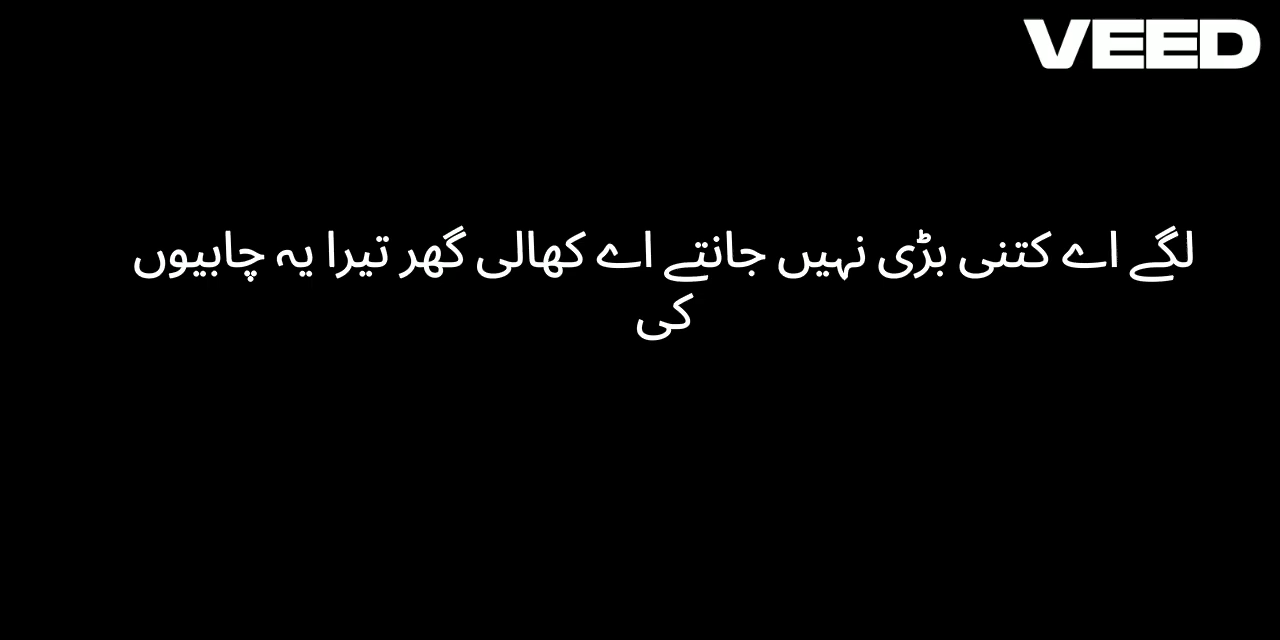 VEED
لگے اے کتنی بڑی نہیں جانتے اے کھالی گھر تیرا یہ چابیوں
کی